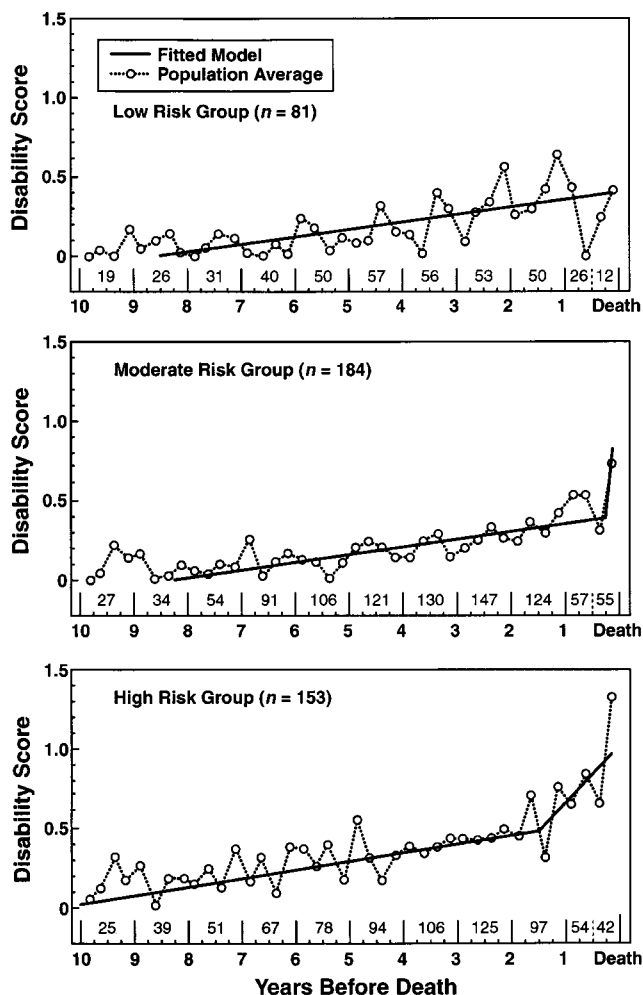 1.5
Fitted Model
Population Average
Low Risk Group (n = 81)
1.0
Disability Score
0.5
0
19 26 31 40 50 57 56 53 50 26 12
10 9 8 7 6 5 4 3 2 1 Death
1.5
Moderate Risk Group (n = 184)
1.0
Disability Score
0.5
0
27 34 54 91 106 121 130 147 124 57 55
10 9 8 7 6 5 4 3 2 1 Death
1.5
High Risk Group (n = 153)
1.0
Disability Score
0.5
0
25 39 51 67 78 94 106 125 97 54 42
10 9 8 7 6 5 4 3 2 1 Death
Years Before Death